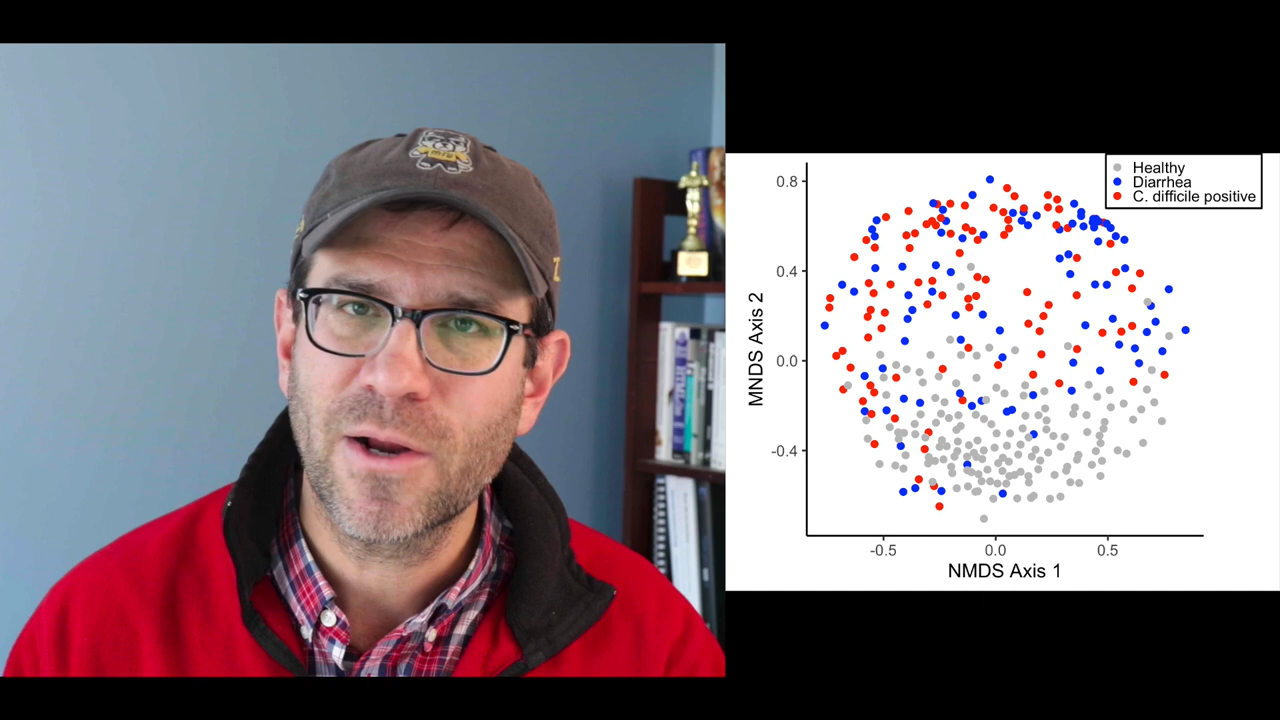 Healthy
Diarrhea
C. difficile positive
0.8
0.4
0.0
-0.4
MNDS Axis 2
-0.5
0.0
0.5
NMDS Axis 1